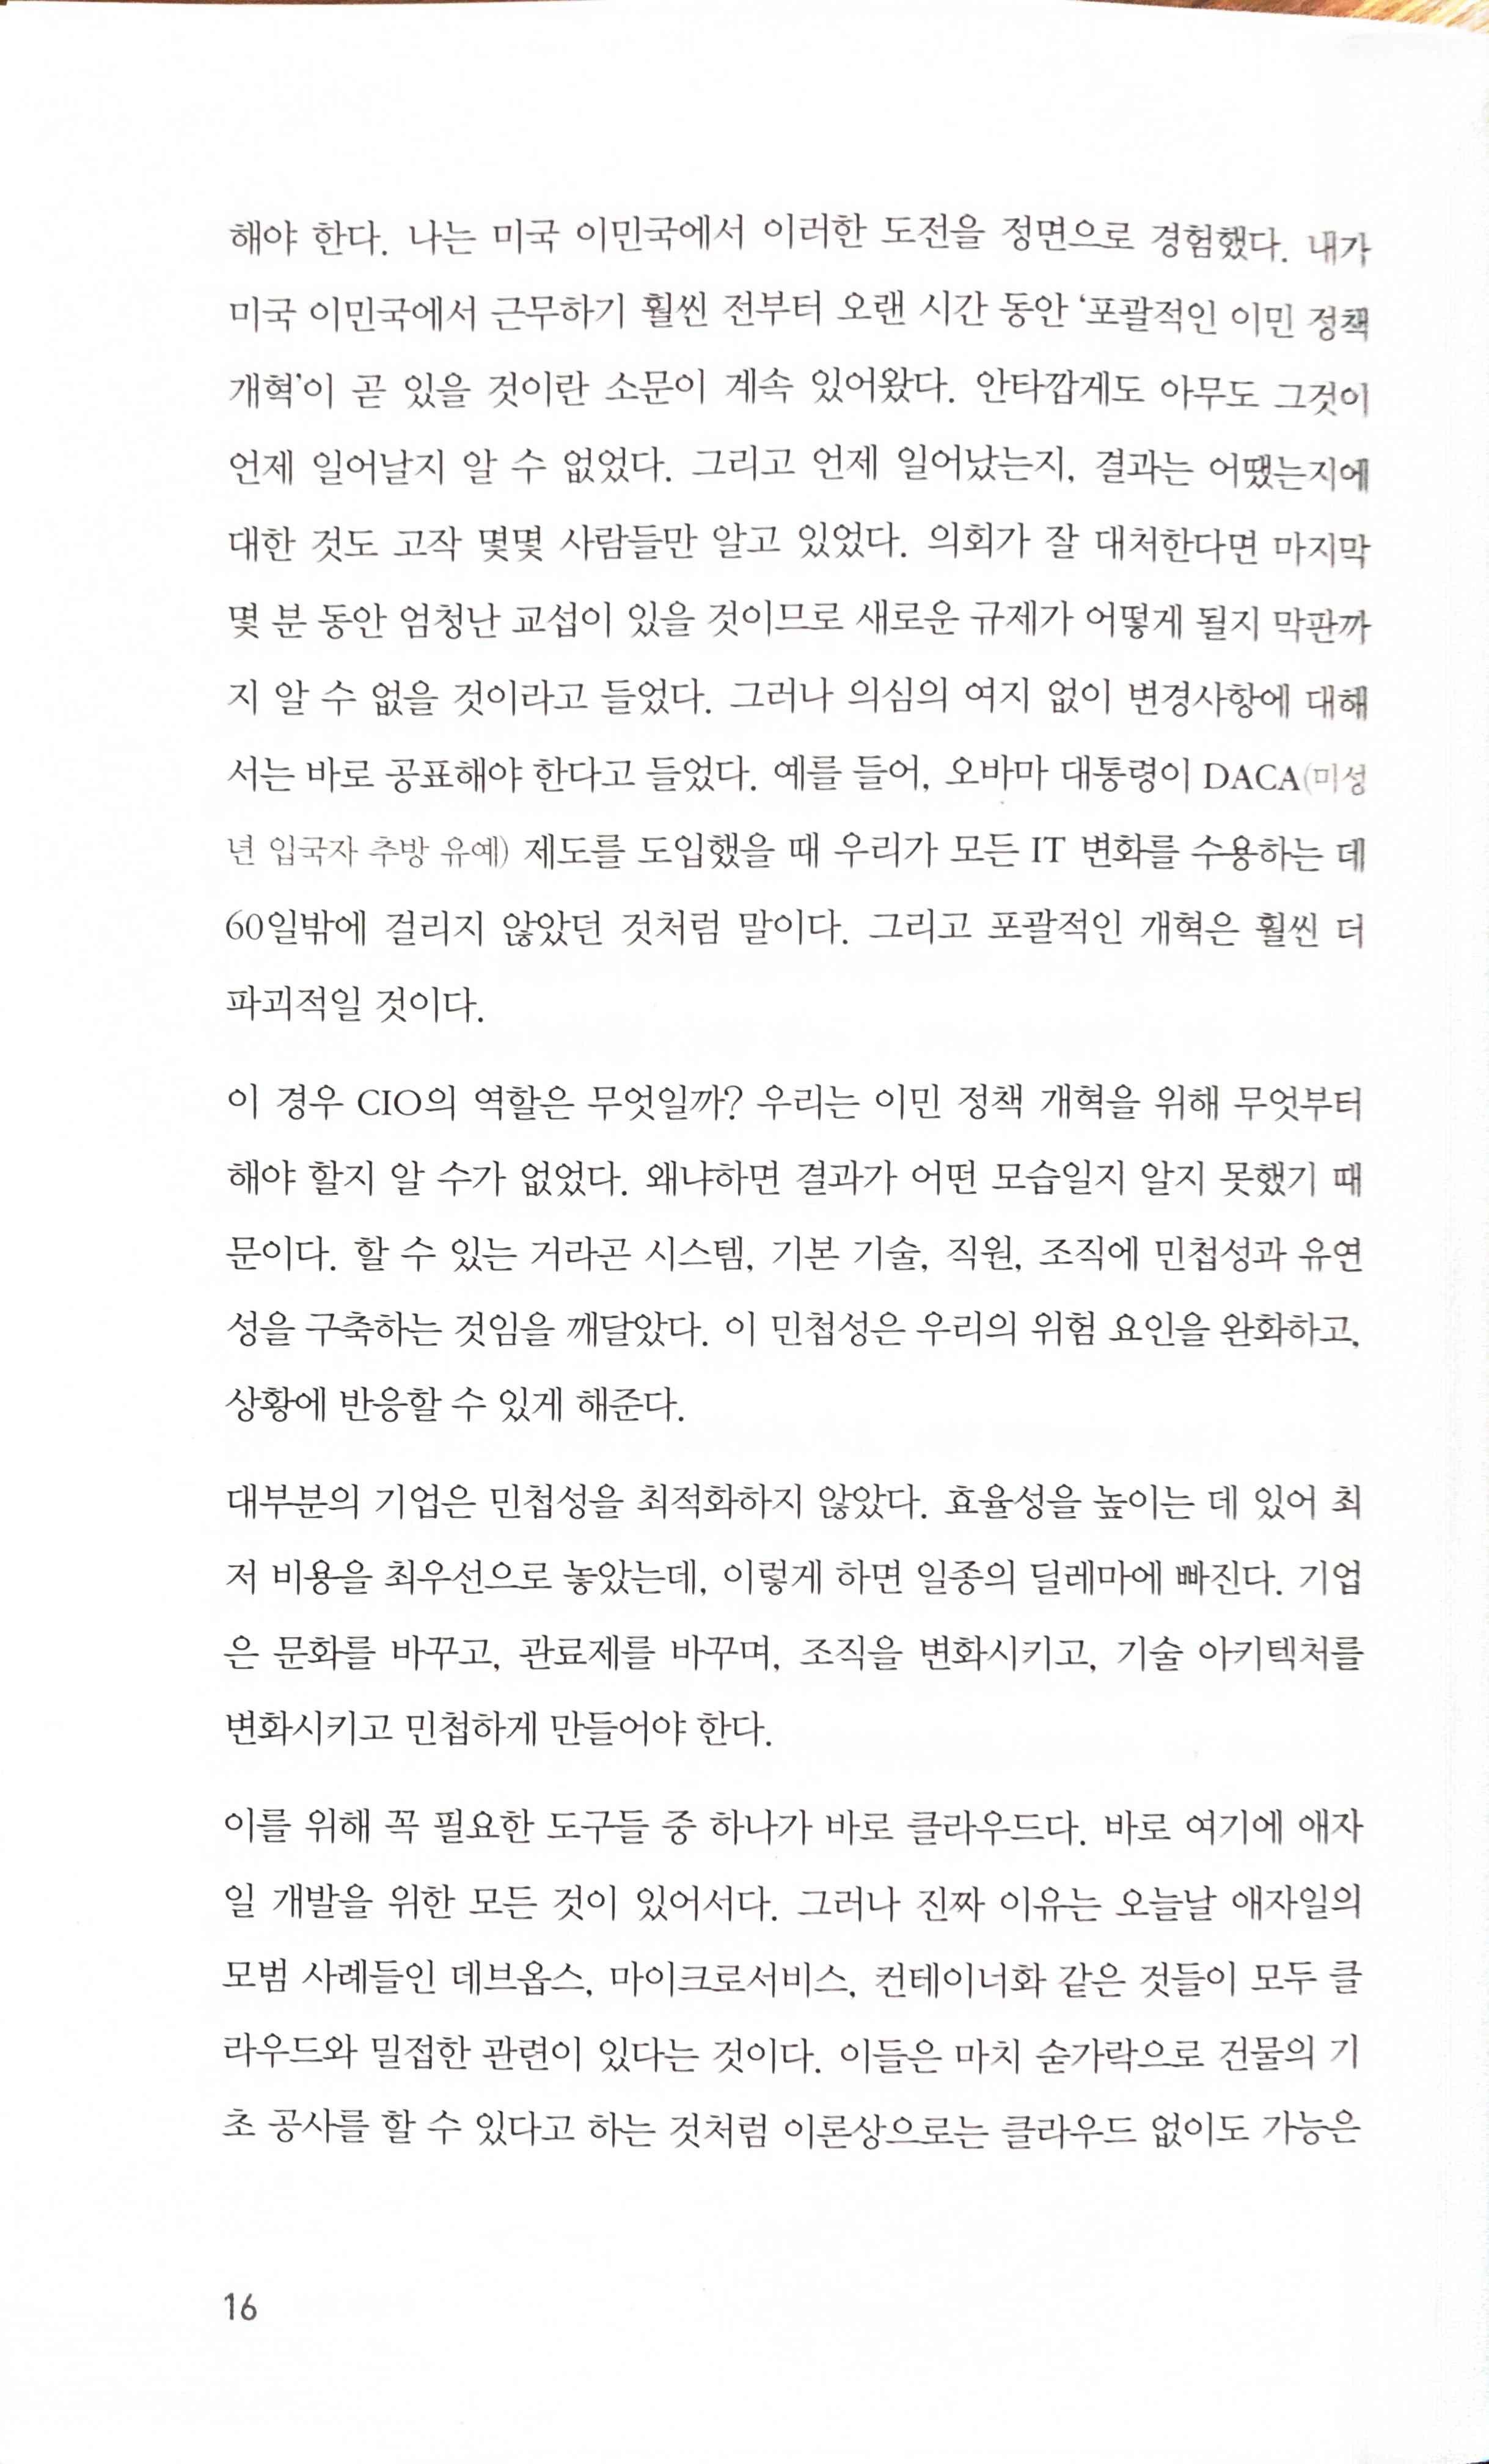 해야 한다. 나는 미국 이민국에서 이러한 도전을 정면으로 경험했다. 내가
미국 이민국에서 근무하기 훨씬 전부터 오랜 시간 동안 ‘포괄적인 이민 정책
개혁’이 곧 있을 것이란 소문이 계속 있어왔다. 안타깝게도 아무도 그것이
언제 일어날지 알 수 없었다. 그리고 언제 일어났는지, 결과는 어땠는지에
대한 것도 고작 몇몇 사람들만 알고 있었다. 의회가 잘 대처한다면 마지막
몇 분 동안 엄청난 교섭이 있을 것이므로 새로운 규제가 어떻게 될지 막판까
지 알 수 없을 것이라고 들었다. 그러나 의심의 여지 없이 변경사항에 대해
서는 바로 공표해야 한다고 들었다. 예를 들어, 오바마 대통령이 DACA(미성
년 입국자 추방 유예) 제도를 도입했을 때 우리가 모든 IT 변화를 수용하는 데
60일밖에 걸리지 않았던 것처럼 말이다. 그리고 포괄적인 개혁은 훨씬 더
파괴적일 것이다.
이 경우 CIO의 역할은 무엇일까? 우리는 이민 정책 개혁을 위해 무엇부터
해야 할지 알 수가 없었다. 왜냐하면 결과가 어떤 모습일지 알지 못했기 때
문이다. 할 수 있는 거라곤 시스템, 기본 기술, 직원, 조직에 민첩성과 유연
성을 구축하는 것임을 깨달았다. 이 민첩성은 우리의 위험 요인을 완화하고,
상황에 반응할 수 있게 해준다.
대부분의 기업은 민첩성을 최적화하지 않았다. 효율성을 높이는 데 있어 최
저 비용을 최우선으로 놓았는데, 이렇게 하면 일종의 딜레마에 빠진다. 기업
은 문화를 바꾸고, 관료제를 바꾸며, 조직을 변화시키고, 기술 아키텍처를
변화시키고 민첩하게 만들어야 한다.
이를 위해 꼭 필요한 도구들 중 하나가 바로 클라우드다. 바로 여기에 애자
일 개발을 위한 모든 것이 있어서다. 그러나 진짜 이유는 오늘날 애자일의
모범 사례들인 데브옵스, 마이크로서비스, 컨테이너화 같은 것들이 모두 클
라우드와 밀접한 관련이 있다는 것이다. 이들은 마치 숟가락으로 건물의 기
초 공사를 할 수 있다고 하는 것처럼 이론상으로는 클라우드 없이도 가능은
16